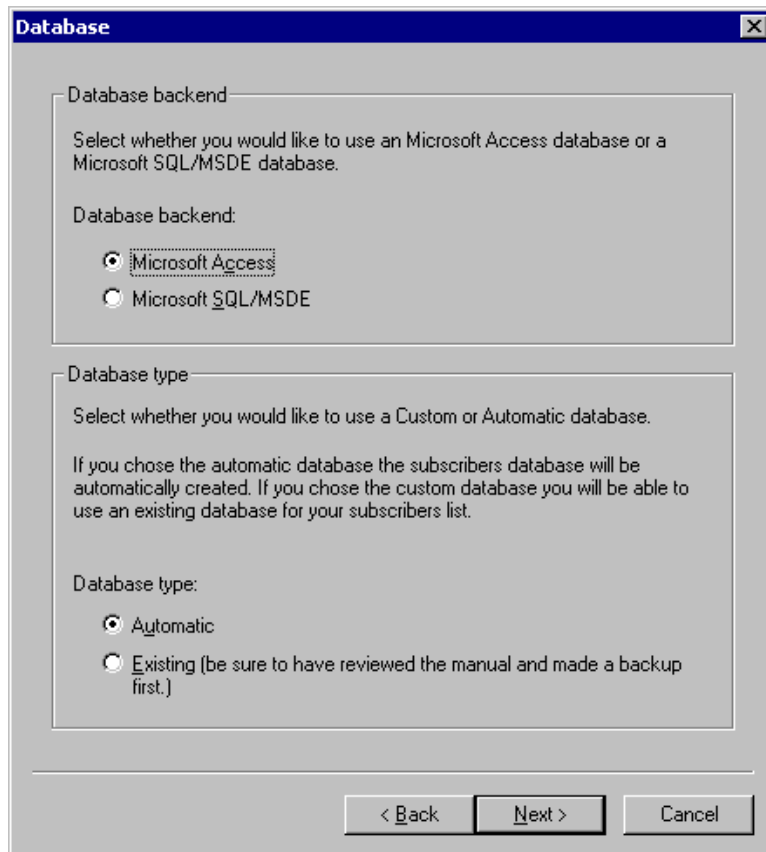 Database
Database backend
Select whether you would like to use an Microsoft Access database or a
Microsoft SQL/MSDE database.
Database backend:
Microsoft Access
Microsoft SQL/MSDE
Database type
Select whether you would like to use a Custom or Automatic database.
If you chose the automatic database the subscribers database will be
automatically created. If you chose the custom database you will be able to
use an existing database for your subscribers list.
Database type:
Automatic
Existing (be sure to have reviewed the manual and made a backup
first.)
< Back Next > Cancel